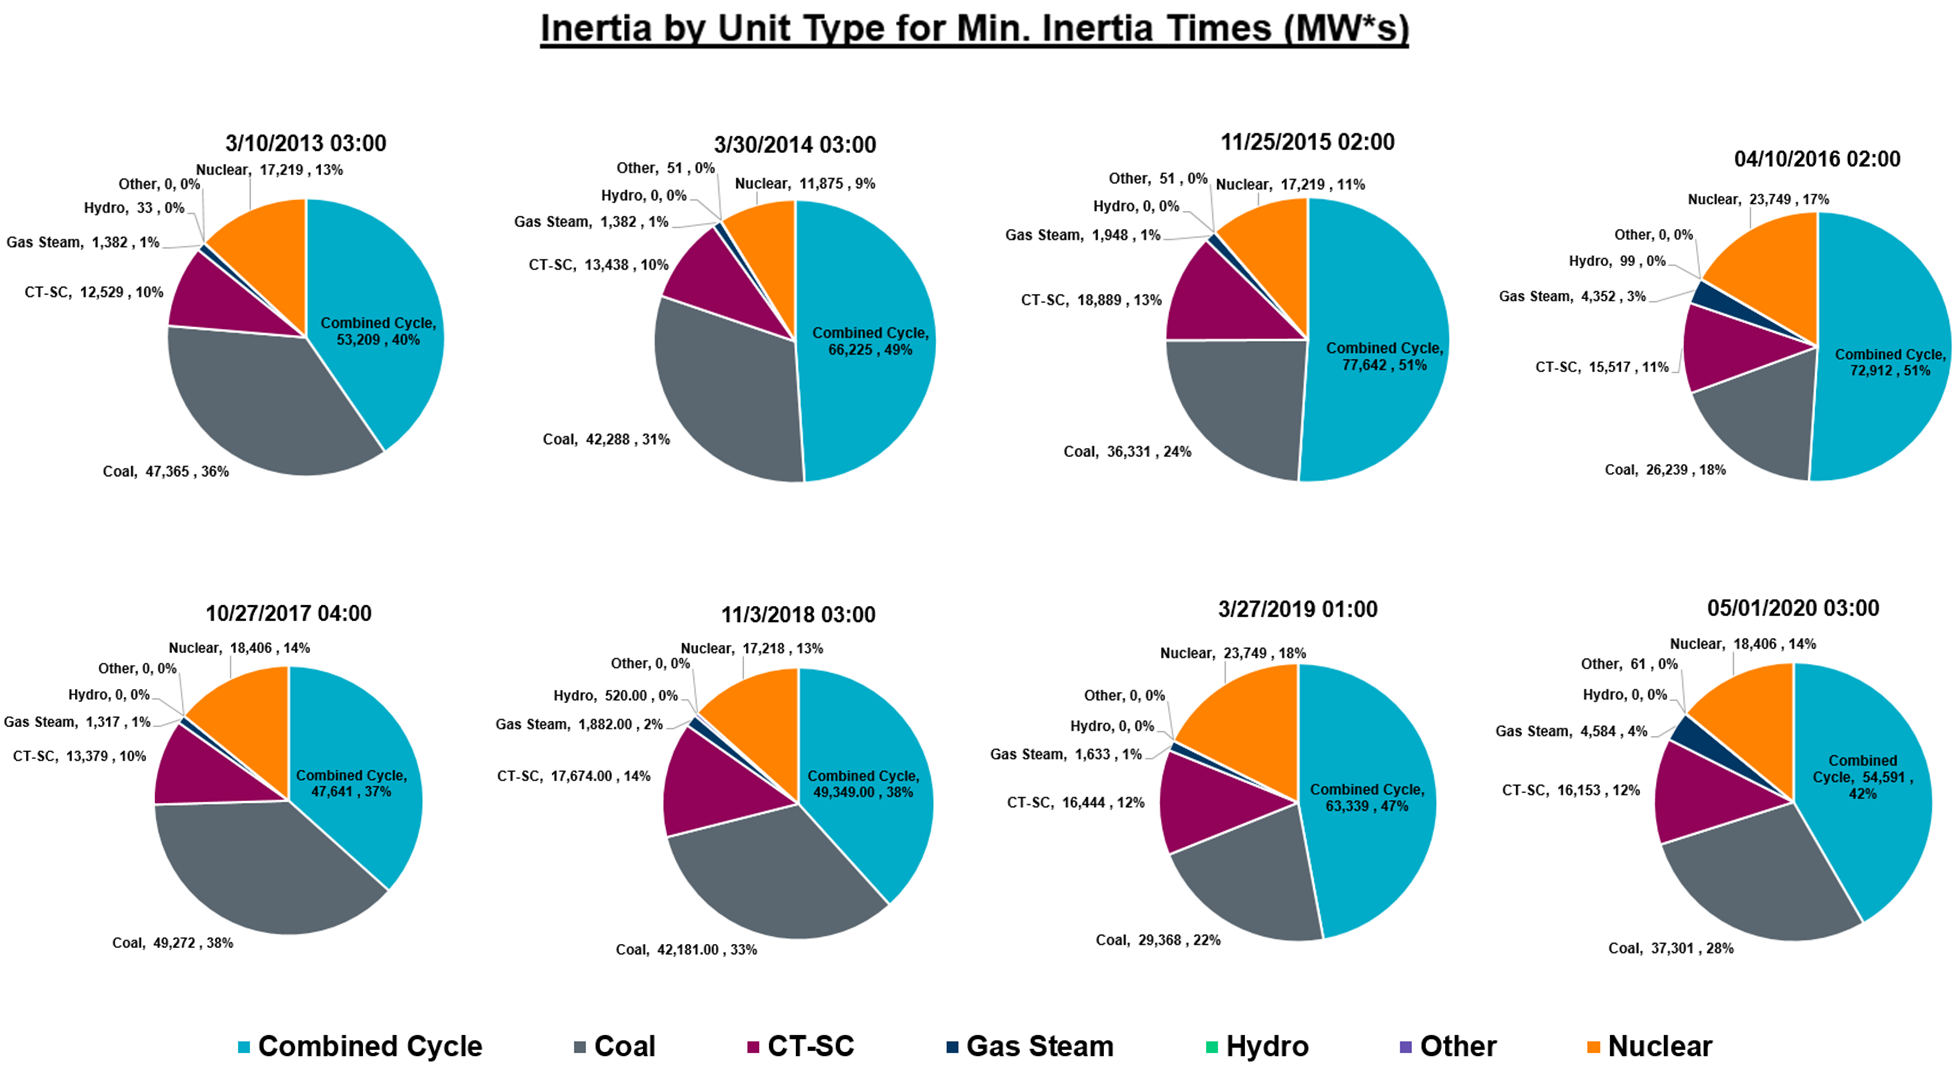 Inertia by Unit Type for Min. Inertia Times (MW*s)
3/10/2013 03:00
Nuclear, 17,219 , 13%
Other, 0, 0%
Hydro, 33 , 0%
Gas Steam, 1,382 , 1%
CT-SC, 12,529 , 10%
Combined Cycle,
53,209 , 40%
Coal, 47,365 , 36%
3/30/2014 03:00
Other, 51 , 0%
Nuclear, 11,875 , 9%
Hydro, 0, 0%
Gas Steam, 1,382 , 1%
CT-SC, 13,438 , 10%
Combined Cycle,
66,225 , 49%
Coal, 42,288 , 31%
11/25/2015 02:00
Other, 51 , 0%
Nuclear, 17,219 , 11%
Hydro, 0, 0%
Gas Steam, 1,948 , 1%
CT-SC, 18,889 , 13%
Combined Cycle,
77,642 , 51%
Coal, 36,331 , 24%
04/10/2016 02:00
Nuclear, 23,749 , 17%
Other, 0, 0%
Hydro, 99 , 0%
Gas Steam, 4,352 , 3%
CT-SC, 15,517 , 11%
Combined Cycle,
72,912 , 51%
Coal, 26,239 , 18%
10/27/2017 04:00
Nuclear, 18,406 , 14%
Other, 0, 0%
Hydro, 0, 0%
Gas Steam, 1,317 , 1%
CT-SC, 13,379 , 10%
Combined Cycle,
47,641 , 37%
Coal, 49,272 , 38%
11/3/2018 03:00
Nuclear, 17,218 , 13%
Other, 0, 0%
Hydro, 520.00 , 0%
Gas Steam, 1,882.00 , 2%
CT-SC, 17,674.00 , 14%
Combined Cycle,
49,349.00 , 38%
Coal, 42,181.00 , 33%
3/27/2019 01:00
Nuclear, 23,749 , 18%
Other, 0, 0%
Hydro, 0, 0%
Gas Steam, 1,633 , 1%
CT-SC, 16,444 , 12%
Combined Cycle,
63,339 , 47%
Coal, 29,368 , 22%
05/01/2020 03:00
Nuclear, 18,406 , 14%
Other, 61 , 0%
Hydro, 0, 0%
Gas Steam, 4,584 , 4%
CT-SC, 16,153 , 12%
Combined
Cycle, 54,591 ,
42%
Coal, 37,301 , 28%
Combined Cycle
Coal
CT-SC
Gas Steam
Hydro
Other
Nuclear